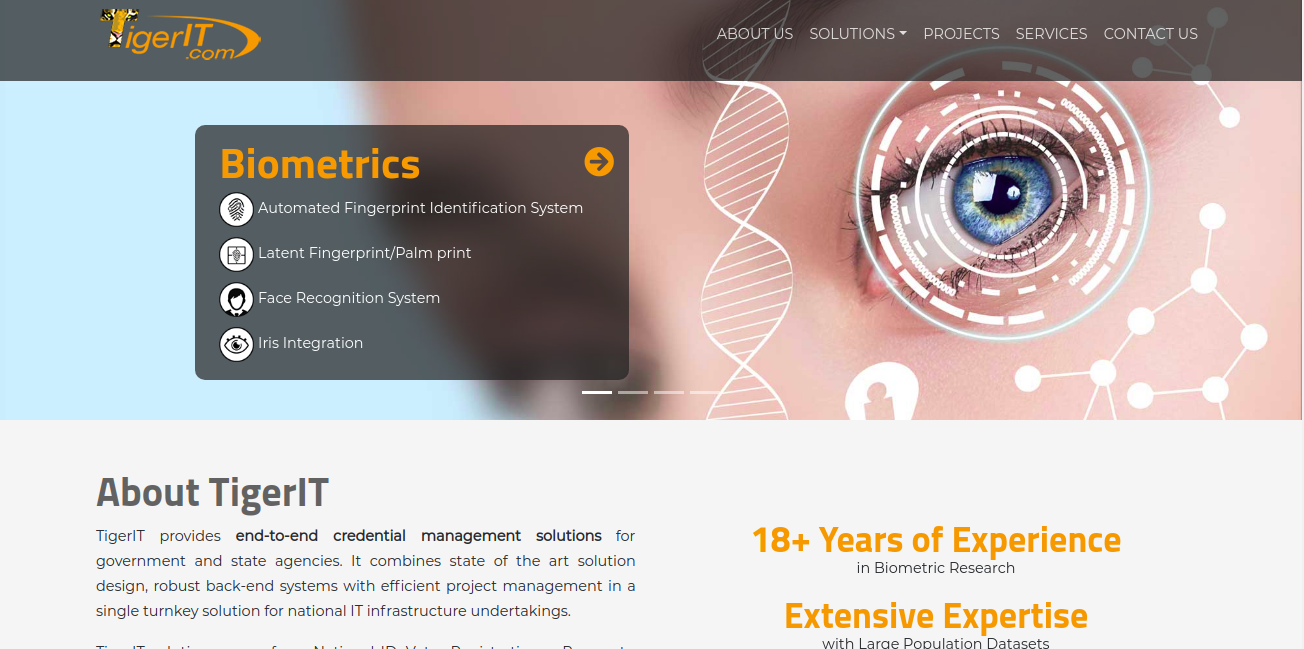 TigerIT
.com
ABOUT US SOLUTIONS PROJECTS SERVICES CONTACT US
Biometrics
Automated Fingerprint Identification System
Latent Fingerprint/Palm print
Face Recognition System
Iris Integration
About TigerIT
TigerIT provides end-to-end credential management solutions for
government and state agencies. It combines state of the art solution
design, robust back-end systems with efficient project management in a
single turnkey solution for national IT infrastructure undertakings.
18+ Years of Experience
in Biometric Research
Extensive Expertise
with Large Population Datasets